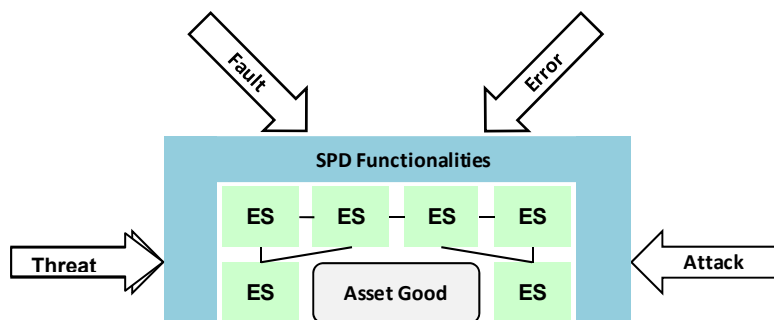 Fault
Error
SPD Functionalities
ES ES ES ES
Threat
Attack
ES Asset Good ES